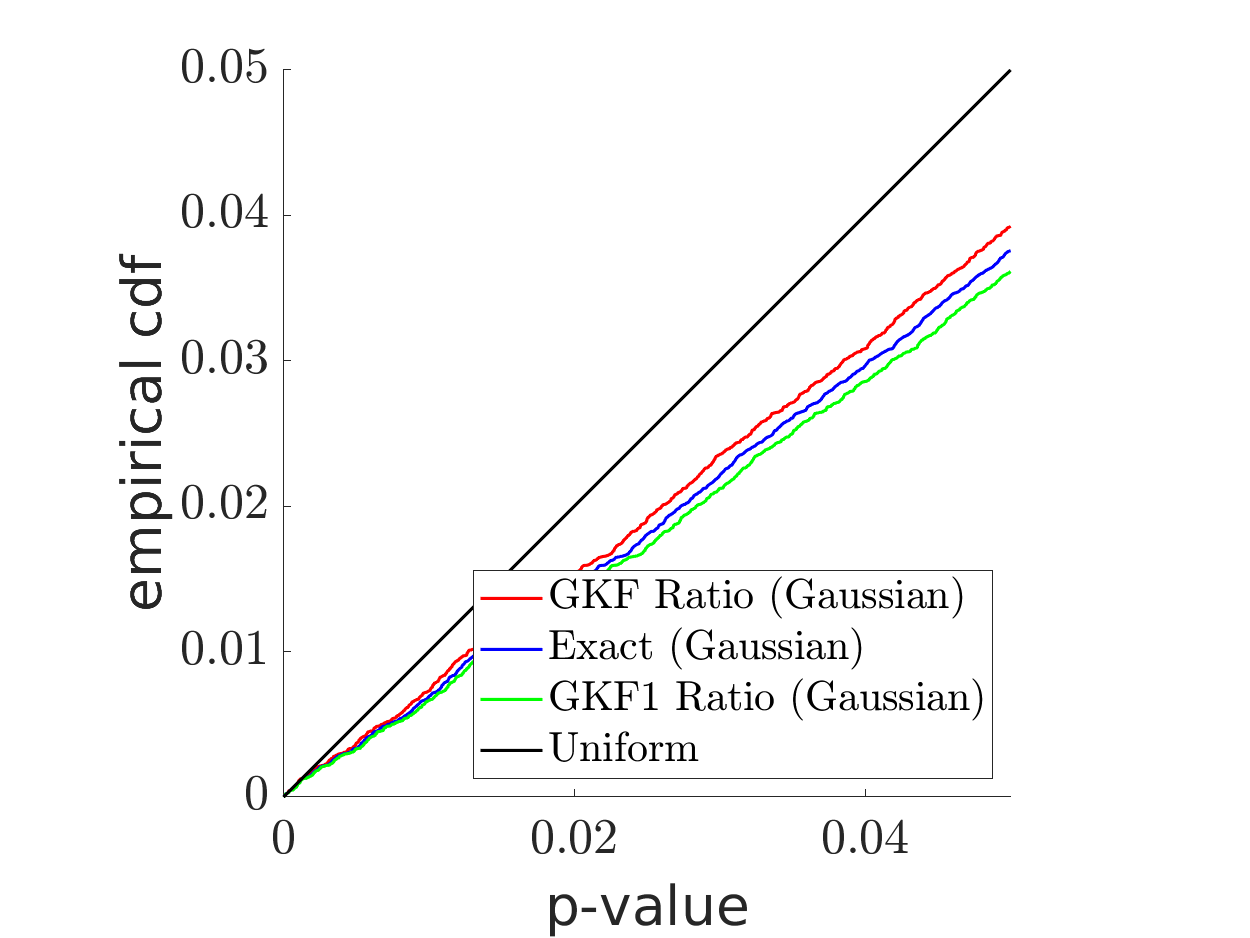 0.05
0.04
0.03
0.02
0.01
0
empirical cdf
GKF Ratio (Gaussian)
Exact (Gaussian)
GKF1 Ratio (Gaussian)
Uniform
0 0.02 0.04
p-value